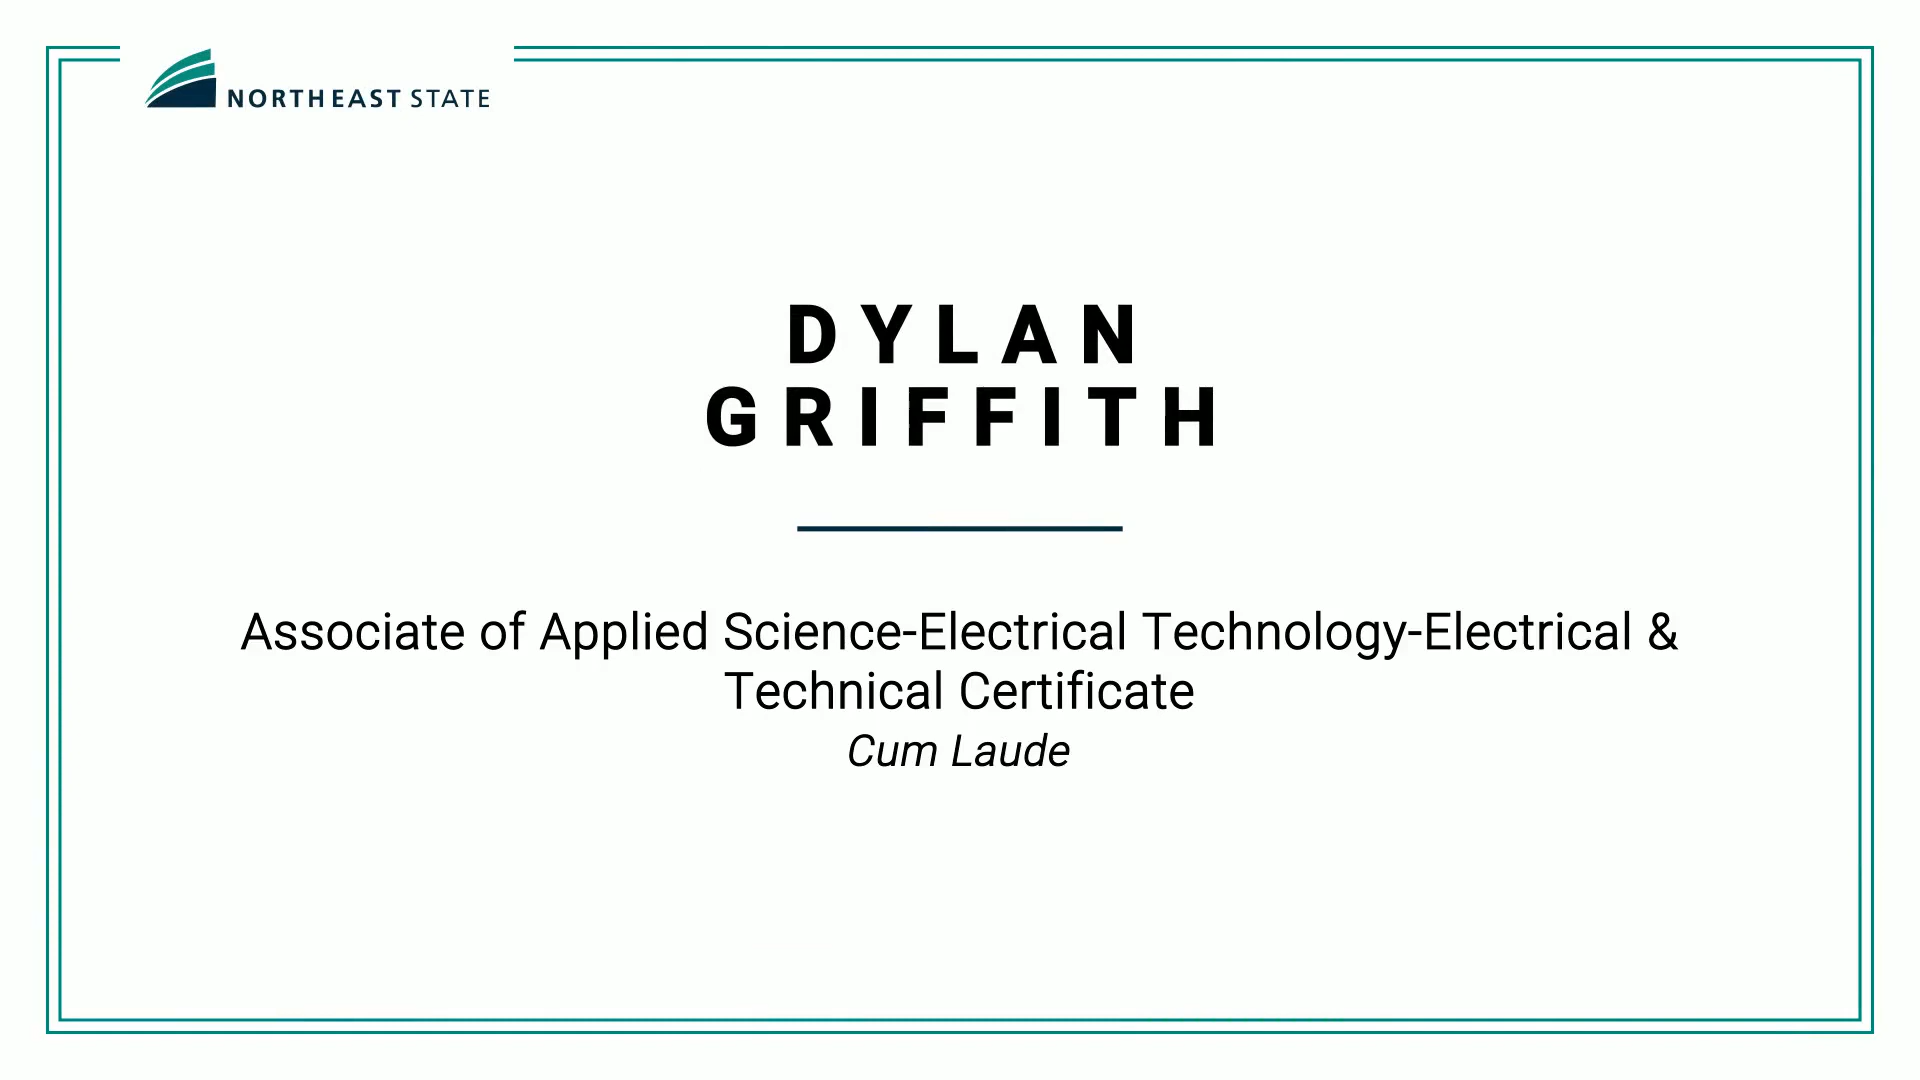 NORTHEAST STATE
DYLAN
GRIFFITH
Associate of Applied Science-Electrical Technology-Electrical &
Technical Certificate
Cum Laude